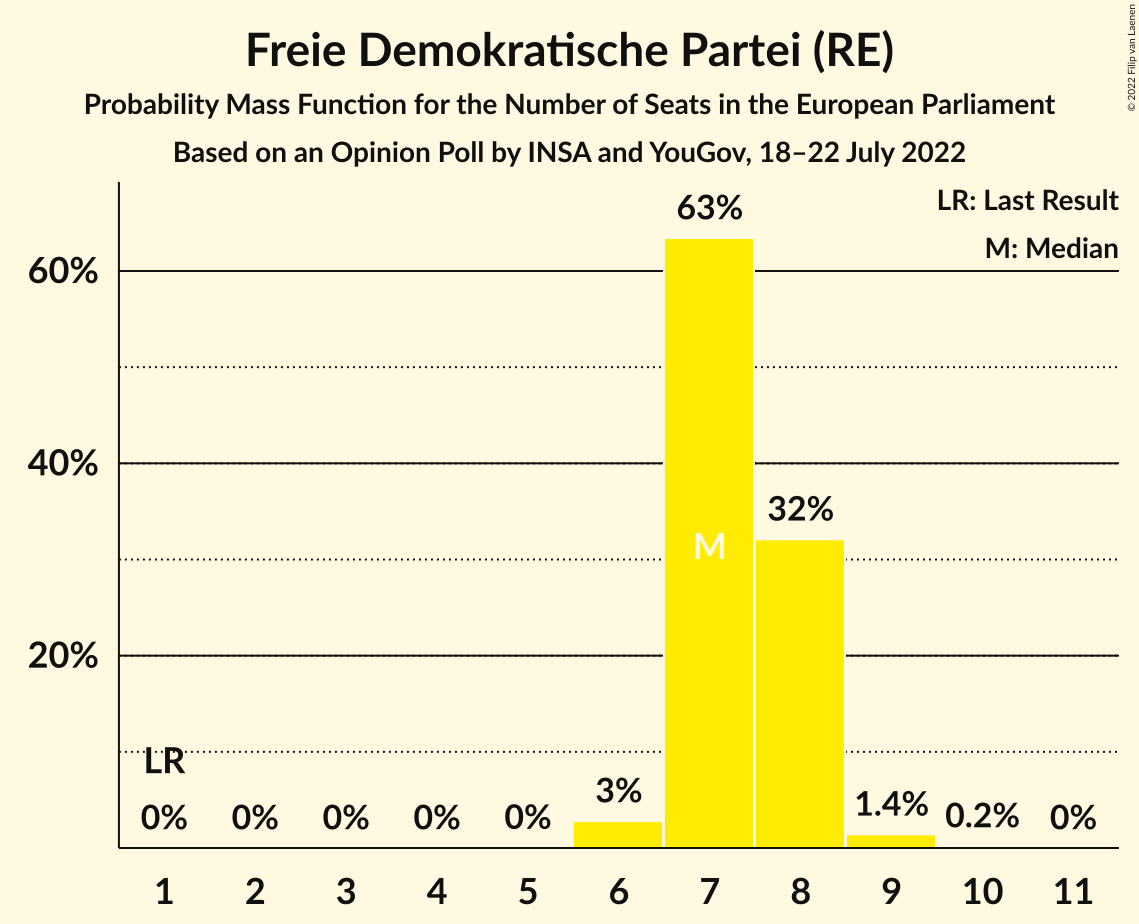 Freie Demokratische Partei (RE)
Probability Mass Function for the Number of Seats in the European Parliament
Based on an Opinion Poll by INSA and YouGov, 18–22 July 2022
© 2022 Filip van Laenen
LR: Last Result
M: Median
60%
40%
20%
63%
32%
M
LR
0% 0% 0% 0% 0% 3% 1.4% 0.2% 0%
1 2 3 4 5 6 7 8 9 10 11